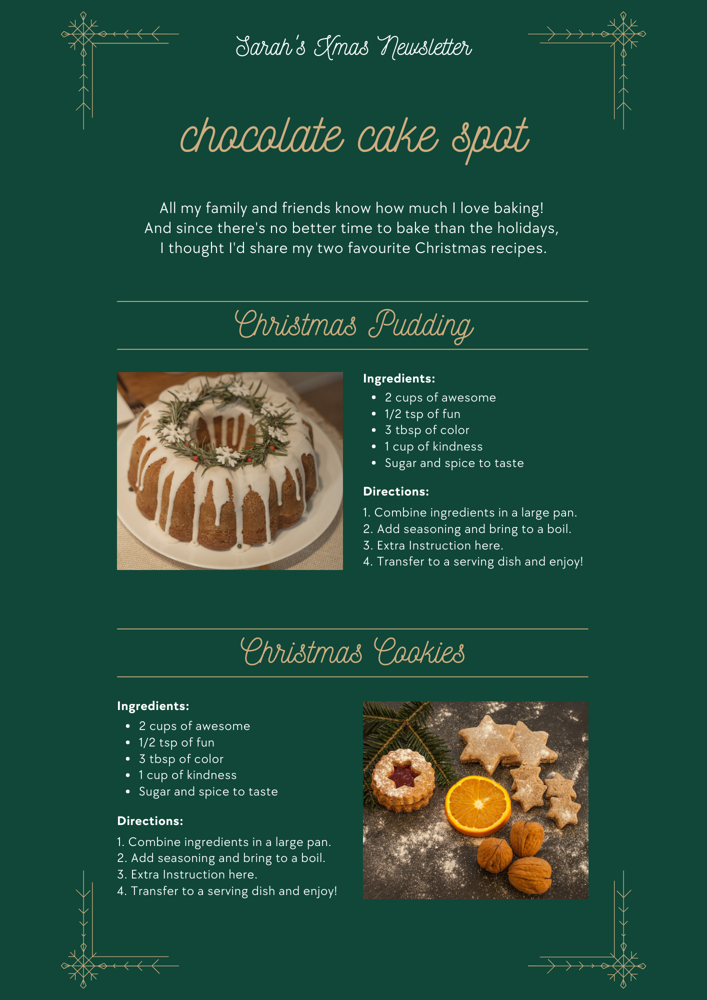 Sarah's Xmas Newsletter
chocolate cake spot
All my family and friends know how much I love baking!
And since there's no better time to bake than the holidays,
I thought I'd share my two favourite Christmas recipes.
Christmas Pudding
Ingredients:
• 2 cups of awesome
• 1/2 tsp of fun
• 3 tbsp of color
• 1 cup of kindness
• Sugar and spice to taste
Directions:
1. Combine ingredients in a large pan.
2. Add seasoning and bring to a boil.
3. Extra Instruction here.
4. Transfer to a serving dish and enjoy!
Christmas Cookies
Ingredients:
• 2 cups of awesome
• 1/2 tsp of fun
• 3 tbsp of color
• 1 cup of kindness
• Sugar and spice to taste
Directions:
1. Combine ingredients in a large pan.
2. Add seasoning and bring to a boil.
3. Extra Instruction here.
4. Transfer to a serving dish and enjoy!